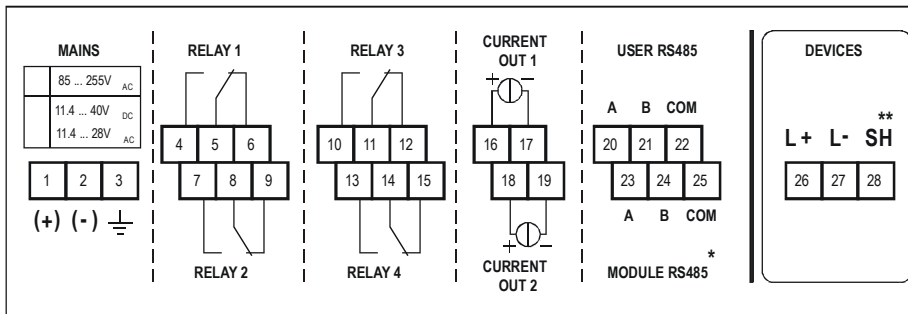 MAINS
85 ... 255V AC
11.4 ... 40V DC
11.4 ... 28V AC
1 2 3
(+) (-)
RELAY 1
4 5 6
7 8 9
RELAY 2
RELAY 3
10 11 12
13 14 15
RELAY 4
CURRENT
OUT 1
+ -
16 17
18 19
+ -
CURRENT
OUT 2
USER RS485
A B COM
20 21 22
23 24 25
A B COM
*
MODULE RS485
DEVICES
**
L+ L- SH
26 27 28